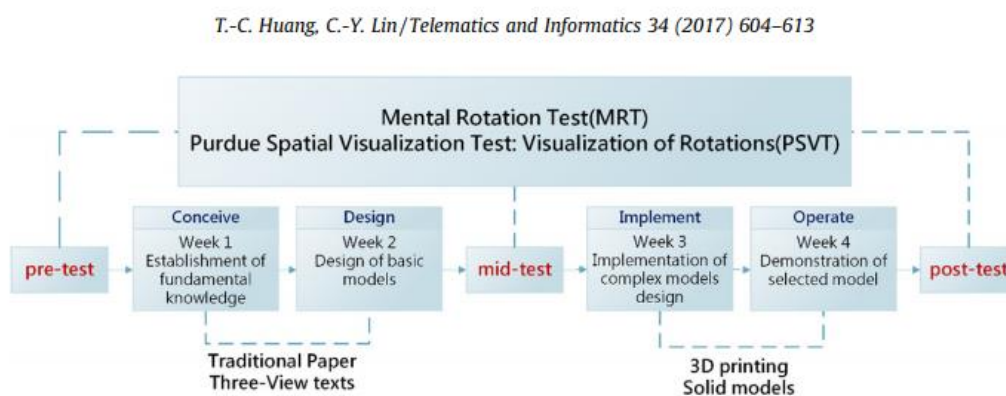 T.-C. Huang, C.-Y. Lin / Telematics and Informatics 34 (2017) 604–613
Mental Rotation Test(MRT)
Purdue Spatial Visualization Test: Visualization of Rotations(PSVT)
pre-test
Conceive
Week 1
Establishment of
fundamental
knowledge
Design
Week 2
Design of basic
models
mid-test
Implement
Week 3
Implementation of
complex models
design
Operate
Week 4
Demonstration of
selected model
post-test
Traditional Paper
Three-View texts
3D printing
Solid models